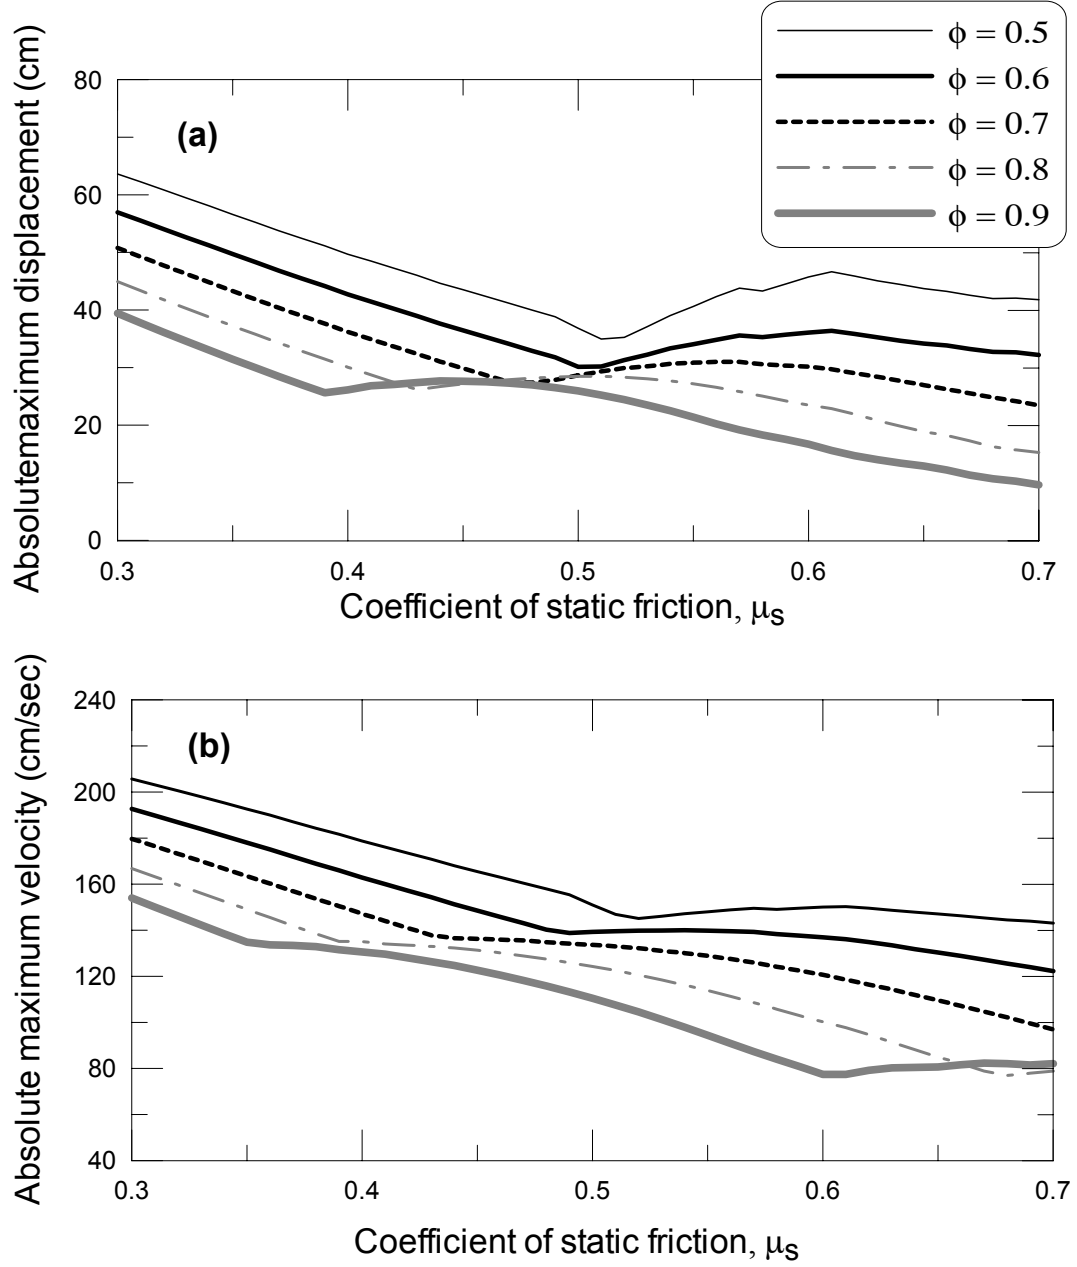 ϕ = 0.5
ϕ = 0.6
ϕ = 0.7
ϕ = 0.8
ϕ = 0.9
Absolutemaximum displacement (cm)
80
60
40
20
0
(a)
0.3 0.4 0.5 0.6 0.7
Coefficient of static friction, μs
Absolute maximum velocity (cm/sec)
240
200
160
120
80
40
(b)
0.3 0.4 0.5 0.6 0.7
Coefficient of static friction, μs